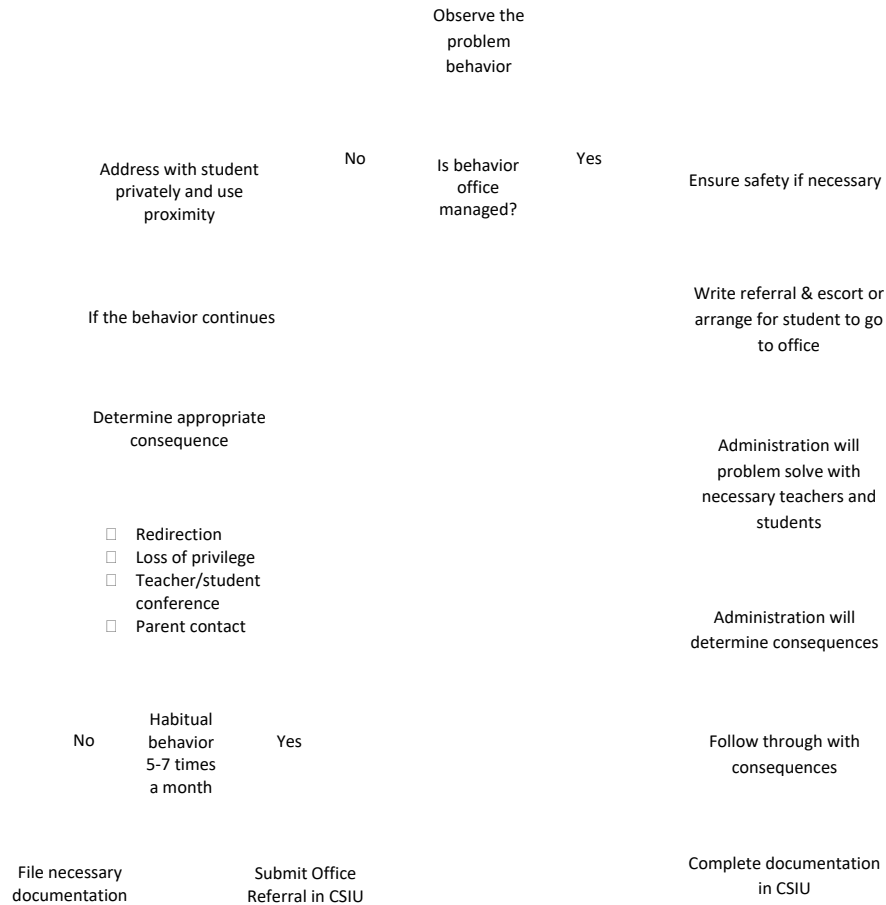 Observe the
problem
behavior
No
Is behavior
office
managed?
Yes
Address with student
privately and use
proximity
Ensure safety if necessary
If the behavior continues
Write referral & escort or
arrange for student to go
to office
Determine appropriate
consequence
Administration will
problem solve with
necessary teachers and
students
Redirection
Loss of privilege
Teacher/student
conference
Parent contact
Administration will
determine consequences
No
Habitual
behavior
5-7 times
a month
Yes
Follow through with
consequences
File necessary
documentation
Submit Office
Referral in CSIU
Complete documentation
in CSIU